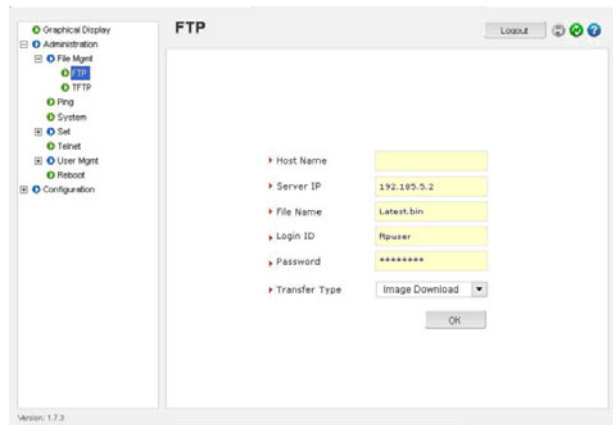 FTP
Logout
Graphical Display
Administration
File Mgmt
FTP
TFTP
Ping
System
Set
Telnet
User Mgmt
Reboot
Configuration
Host Name
Server IP 192.185.5.2
File Name Latest.bin
Login ID ftpuser
Password ********
Transfer Type Image Download
OK
Version: 1.7.3